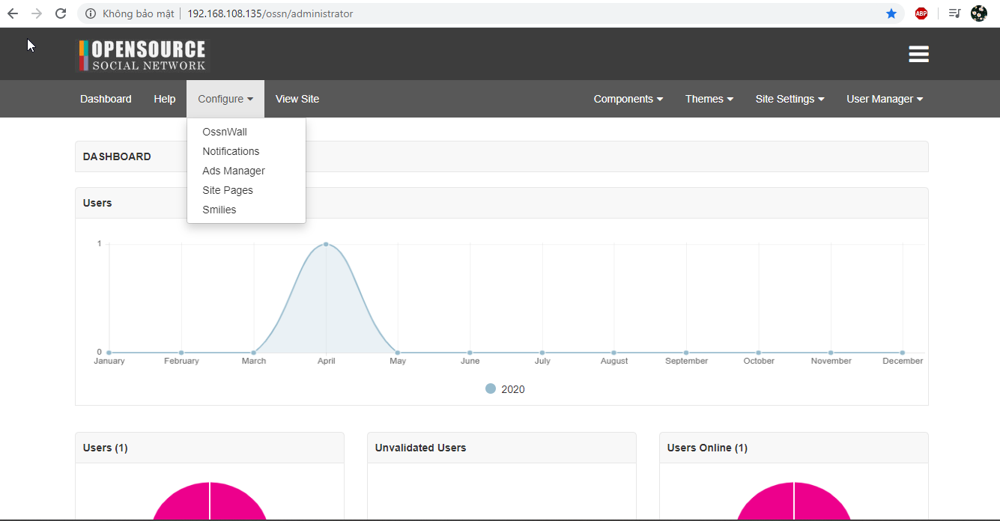 Không bảo mật 192.168.108.135/ossn/administrator ABP
OPENSOURCE
SOCIAL NETWORK
Dashboard Help Configure View Site Components Themes Site Settings User Manager
OssnWall
Notifications
Ads Manager
Site Pages
Smilies
DASHBOARD
Users
1
0
January February March April May June July August September October November December
2020
Users (1) Unvalidated Users Users Online (1)